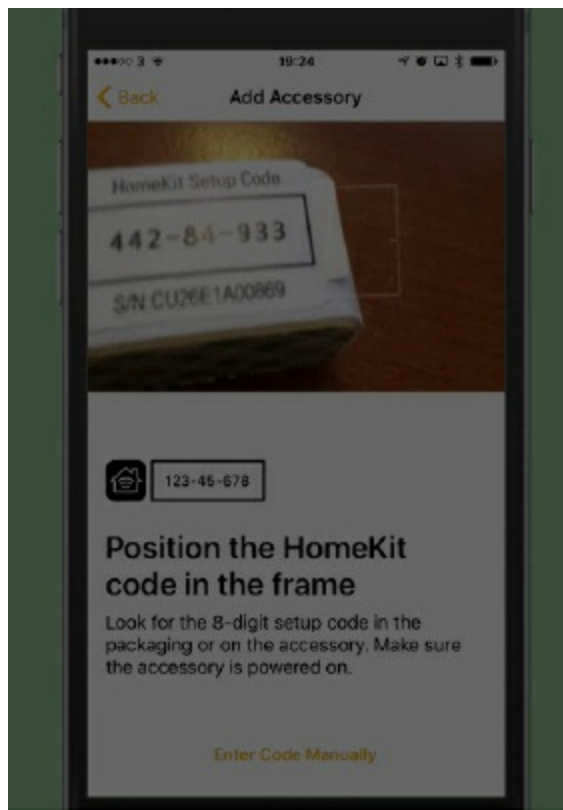 3 19:24
Back Add Accessory
HomeKit Setup Code
442-84-933
S/N CU26E1A00869
123-45-678
Position the HomeKit
code in the frame
Look for the 8-digit setup code in the
packaging or on the accessory. Make sure
the accessory is powered on.
Enter Code Manually